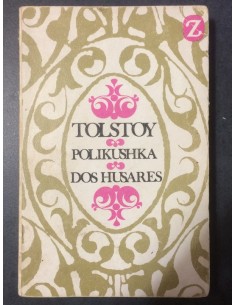 Z
TOLSTOY
POLIKUSHKA
DOS HUSARES